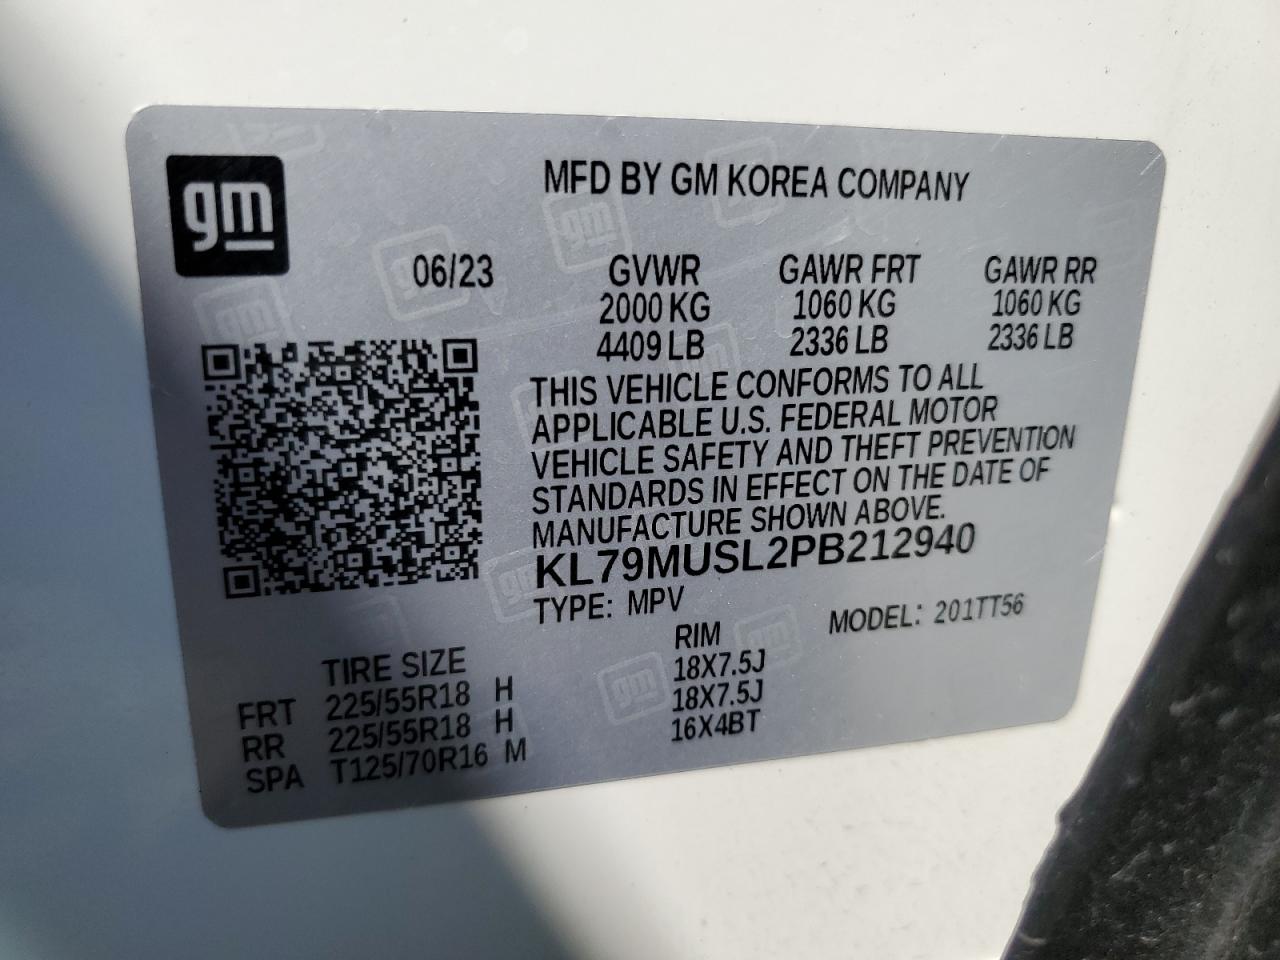 gm
MFD BY GM KOREA COMPANY
06/23 GVWR GAWR FRT GAWR RR
2000 KG 1060 KG 1060 KG
4409 LB 2336 LB 2336 LB
THIS VEHICLE CONFORMS TO ALL
APPLICABLE U.S. FEDERAL MOTOR
VEHICLE SAFETY AND THEFT PREVENTION
STANDARDS IN EFFECT ON THE DATE OF
MANUFACTURE SHOWN ABOVE.
KL79MUSL2PB212940
TYPE: MPV MODEL: 201TT56
TIRE SIZE RIM
FRT 225/55R18 H 18X7.5J
RR 225/55R18 H 18X7.5J
SPA T125/70R16 M 16X4BT